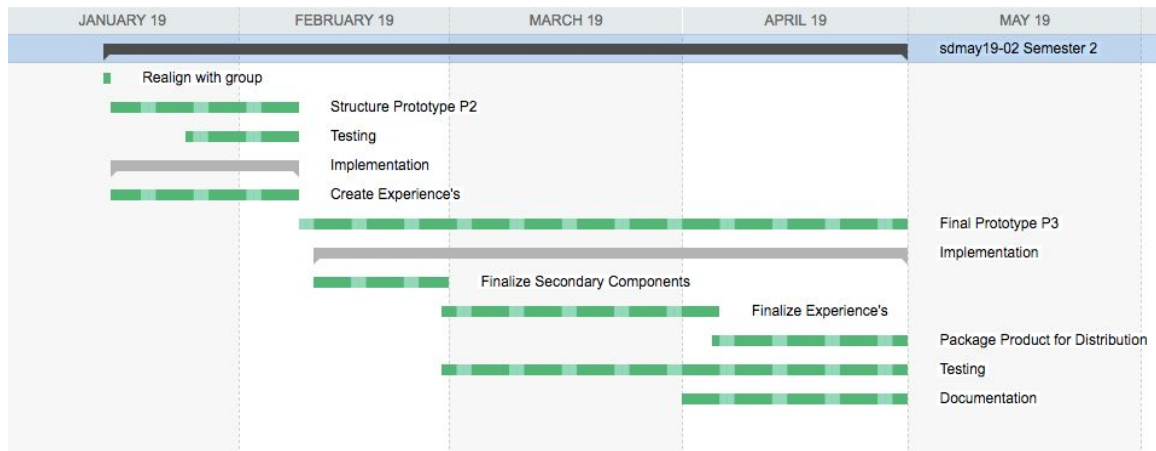 JANUARY 19 FEBRUARY 19 MARCH 19 APRIL 19 MAY 19
sdmay19-02 Semester 2
Realign with group
Structure Prototype P2
Testing
Implementation
Create Experience's
Final Prototype P3
Implementation
Finalize Secondary Components
Finalize Experience's
Package Product for Distribution
Testing
Documentation